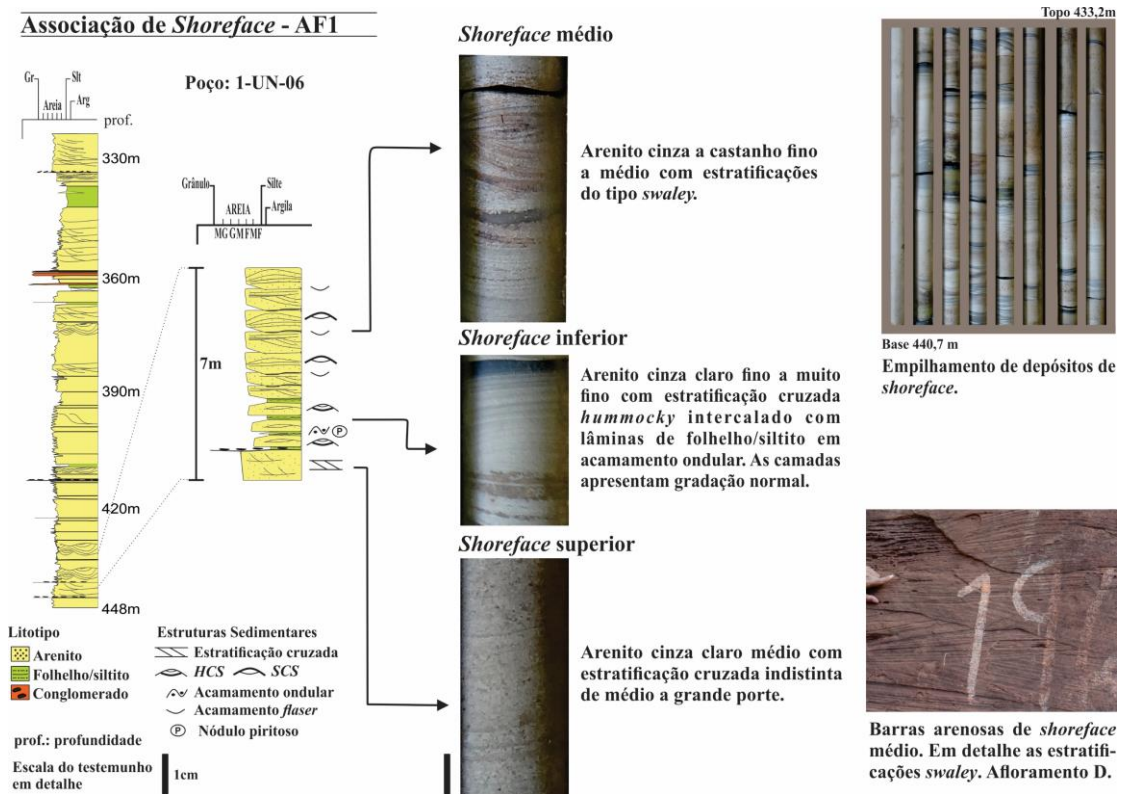 Associação de Shoreface - AF1
Poço: 1-UN-06
Gr
Slt
Areia
Arg
prof.
330m
360m
390m
420m
448m
Grânulo
Silte
AREIA
Argila
MG G M F MF
7m
P
Shoreface médio
Arenito cinza a castanho fino
a médio com estratificações
do tipo swaley.
Shoreface inferior
Arenito cinza claro fino a muito
fino com estratificação cruzada
hummocky intercalado com
lâminas de folhelho/siltito em
acamamento ondular. As camadas
apresentam gradação normal.
Shoreface superior
Arenito cinza claro médio com
estratificação cruzada indistinta
de médio a grande porte.
Topo 433,2m
Base 440,7 m
Empilhamento de depósitos de
shoreface.
19
Barras arenosas de shoreface
médio. Em detalhe as estratifi-
cações swaley. Afloramento D.
Litotipo
Arenito
Folhelho/siltito
Conglomerado
prof.: profundidade
Escala do testemunho
em detalhe
1cm
Estruturas Sedimentares
Estratificação cruzada
HCS SCS
Acamamento ondular
Acamamento flaser
P Nódulo piritoso